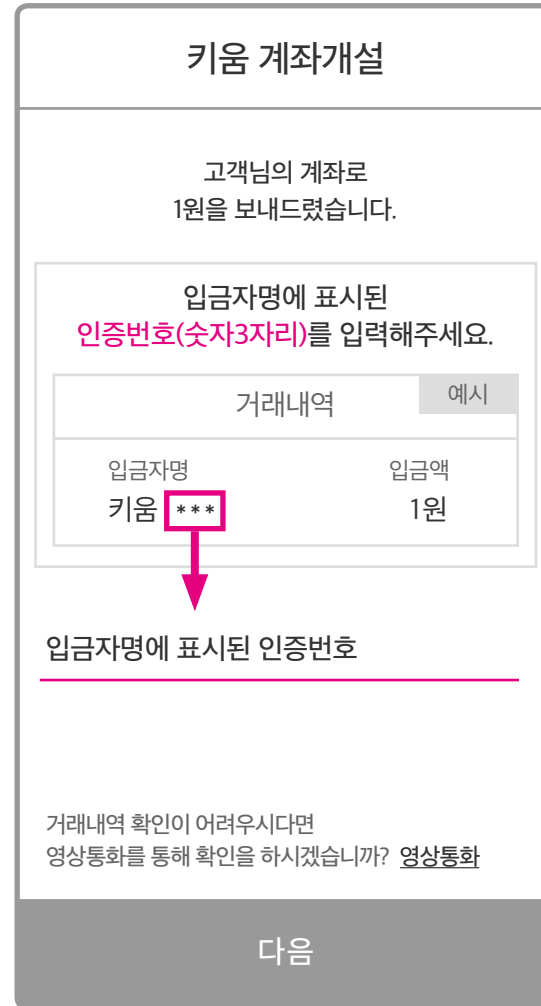 키움 계좌개설
고객님의 계좌로
1원을 보내드렸습니다.
입금자명에 표시된
인증번호(숫자3자리)를 입력해주세요.
거래내역
예시
입금자명 입금액
키움 *** 1원
입금자명에 표시된 인증번호
거래내역 확인이 어려우시다면
영상통화를 통해 확인을 하시겠습니까? 영상통화
다음